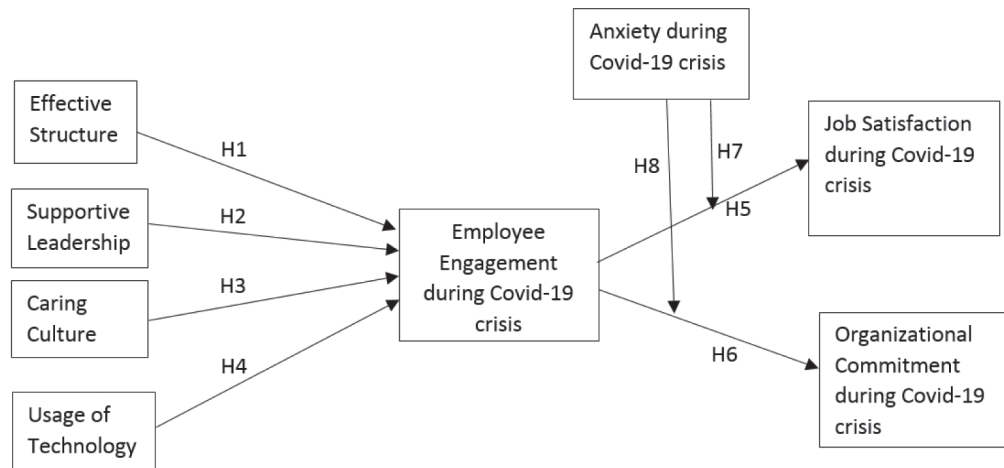 Effective
Structure
Supportive
Leadership
Caring
Culture
Usage of
Technology
H1
H2
H3
H4
Employee
Engagement
during Covid-19
crisis
Anxiety during
Covid-19 crisis
H8
H7
H5
H6
Job Satisfaction
during Covid-19
crisis
Organizational
Commitment
during Covid-19
crisis